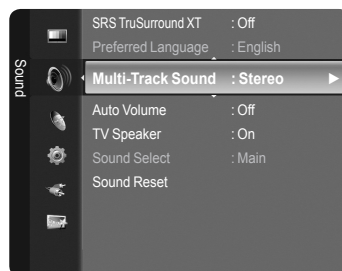 Sound
SRS TruSurround XT : Off
Preferred Language : English
Multi-Track Sound : Stereo
Auto Volume : Off
TV Speaker : On
Sound Select : Main
Sound Reset